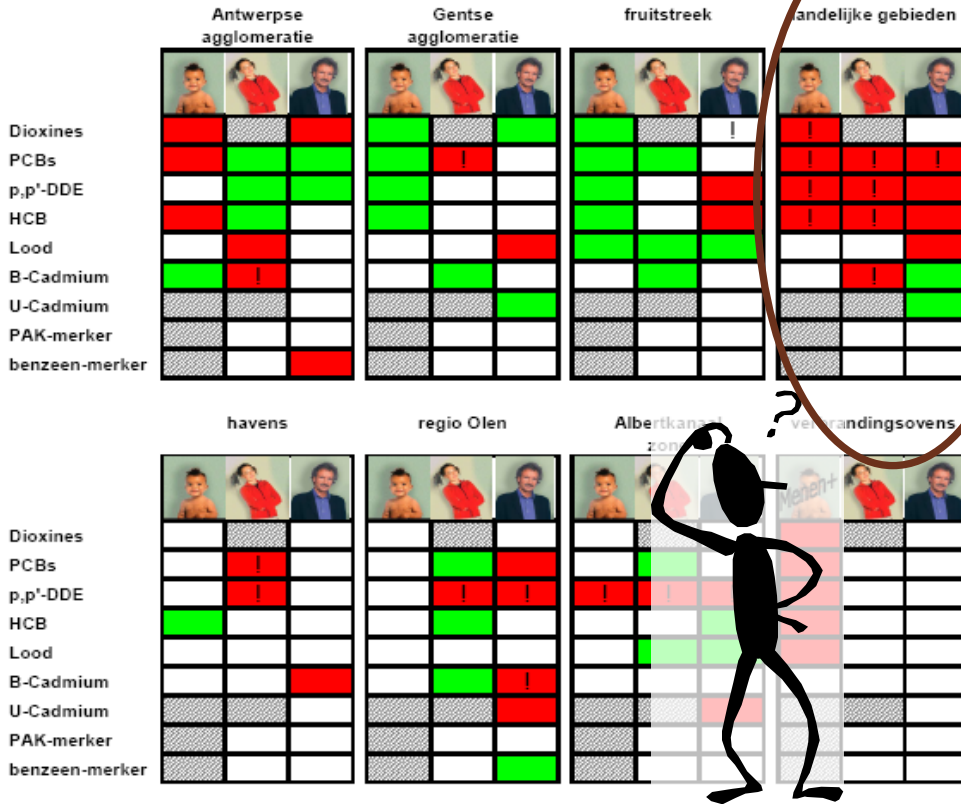 Antwerpse
agglomeratie
Gentse
agglomeratie
fruitstreek
landelijke gebieden
Dioxines
!
!
PCBs
!
!
!
!
p,p'-DDE
!
!
HCB
!
!
Lood
B-Cadmium
!
!
U-Cadmium
PAK-merker
benzeen-merker
?
havens
regio Olen
Albertkanaal
zone
verbrandingsovens
Menen+
Dioxines
PCBs
!
p,p'-DDE
!
!
!
!
!
HCB
Lood
B-Cadmium
!
U-Cadmium
PAK-merker
benzeen-merker